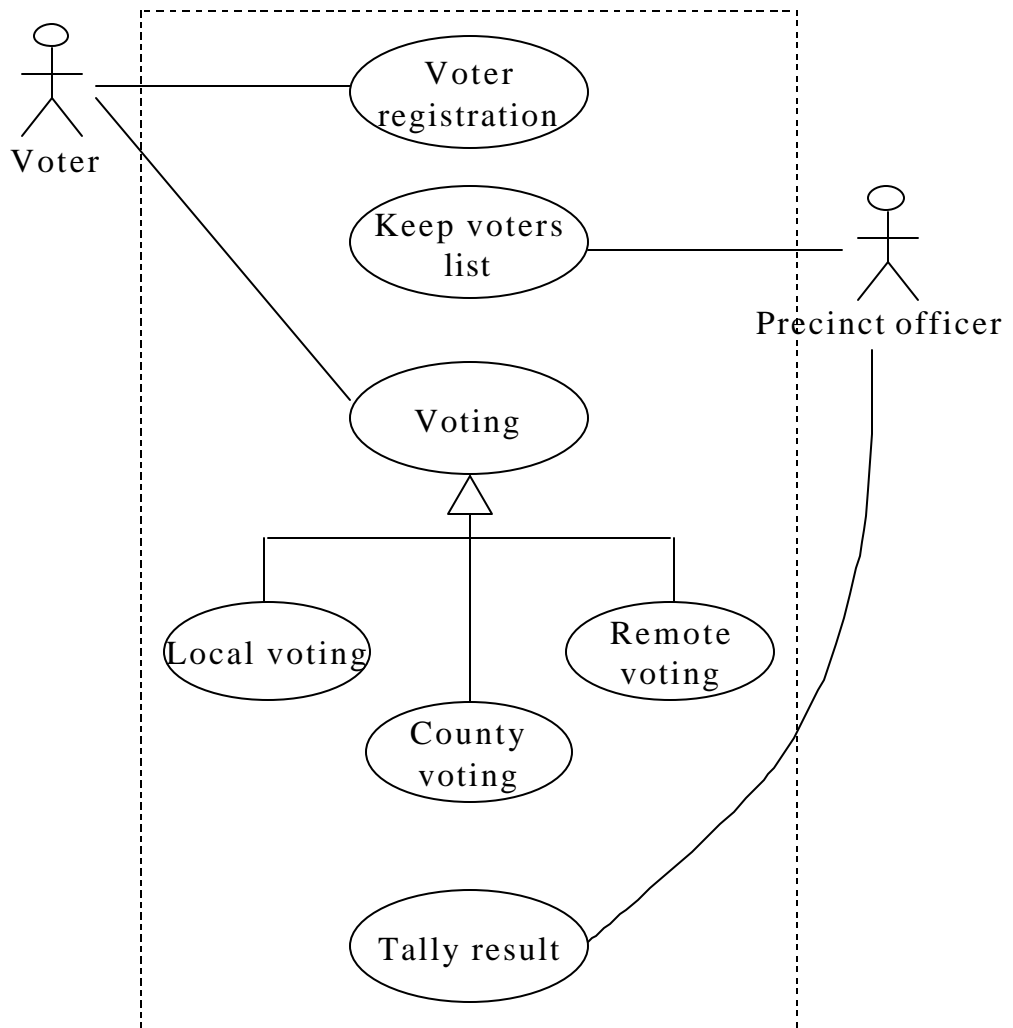 Voter
registration
Voter
Keep voters
list
Precinct officer
Voting
Local voting
Remote
voting
County
voting
Tally result